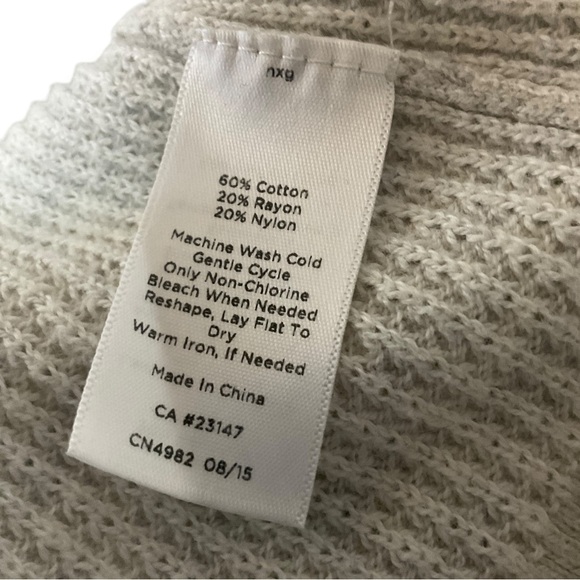 nxg
60% Cotton
20% Rayon
20% Nylon
Machine Wash Cold
Gentle Cycle
Only Non-Chlorine
Bleach When Needed
Reshape, Lay Flat To
Dry
Warm Iron, If Needed
Made In China
CA #23147
CN4982 08/15